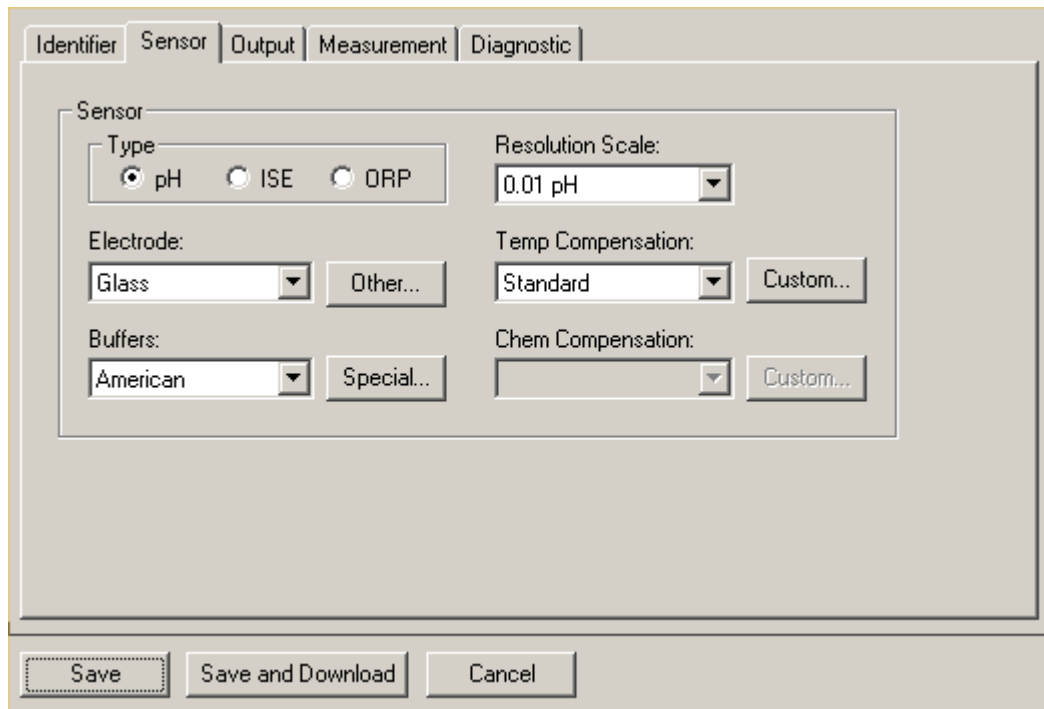 Identifier Sensor Output Measurement Diagnostic
Sensor
Type
pH ISE ORP
Resolution Scale:
0.01 pH
Electrode:
Glass Other...
Temp Compensation:
Standard Custom...
Buffers:
American Special...
Chem Compensation:
Custom...
Save Save and Download Cancel